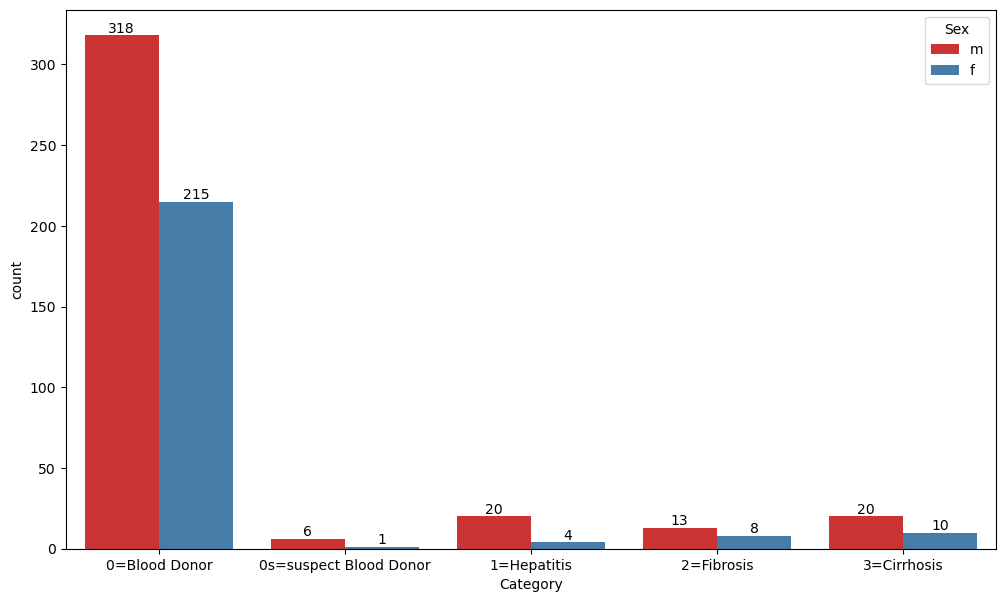 318
215
6
1
20
4
13
8
20
10
Sex
m
f
300
250
200
150
100
50
0
count
0=Blood Donor
0s=suspect Blood Donor
1=Hepatitis
2=Fibrosis
3=Cirrhosis
Category